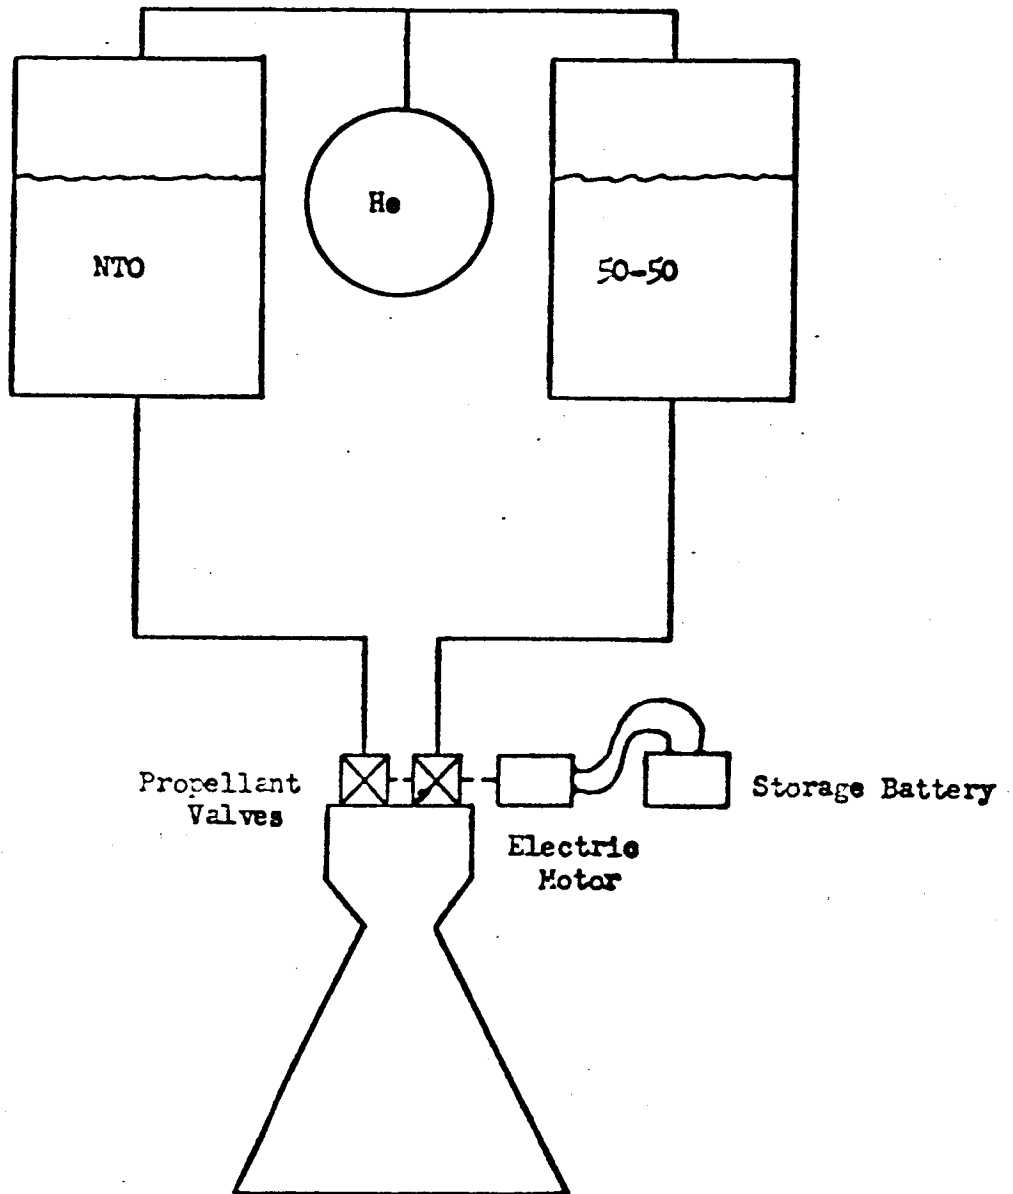 He
NTO
50-50
Propellant
Valves
Storage Battery
Electric
Motor